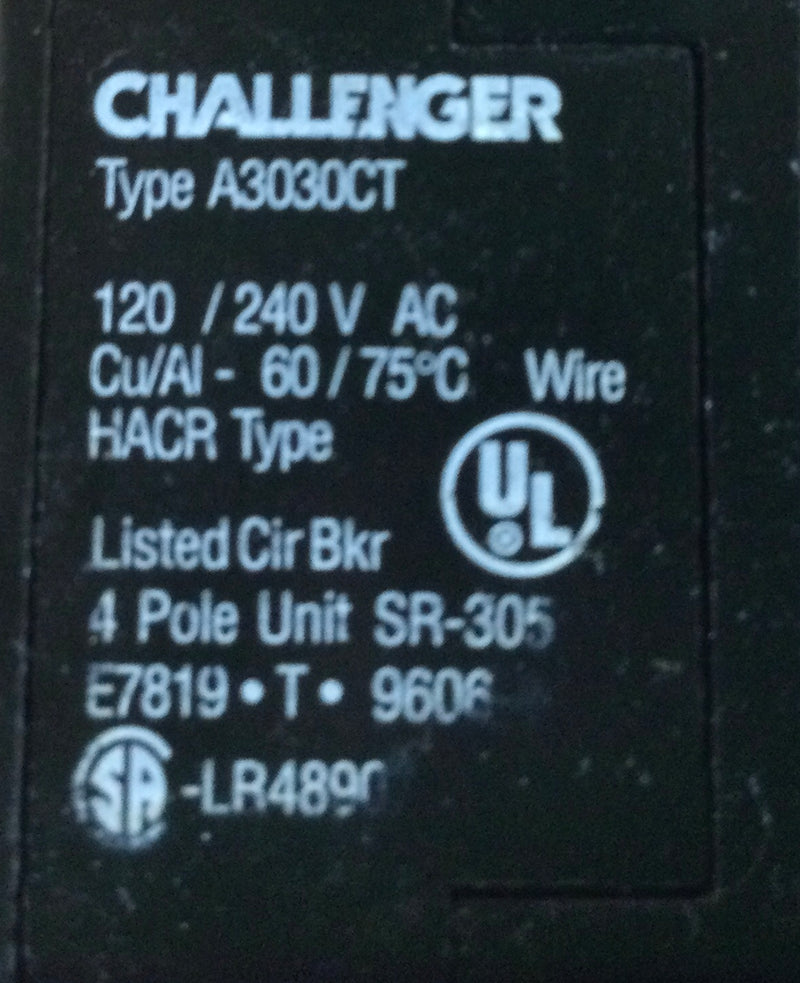 CHALLENGER
Type A3030CT
120 / 240 V AC
Cu/Al - 60 / 75°C Wire
HACR Type
UL
Listed Cir Bkr
4 Pole Unit SR-305
E7819 • T • 9606
SA